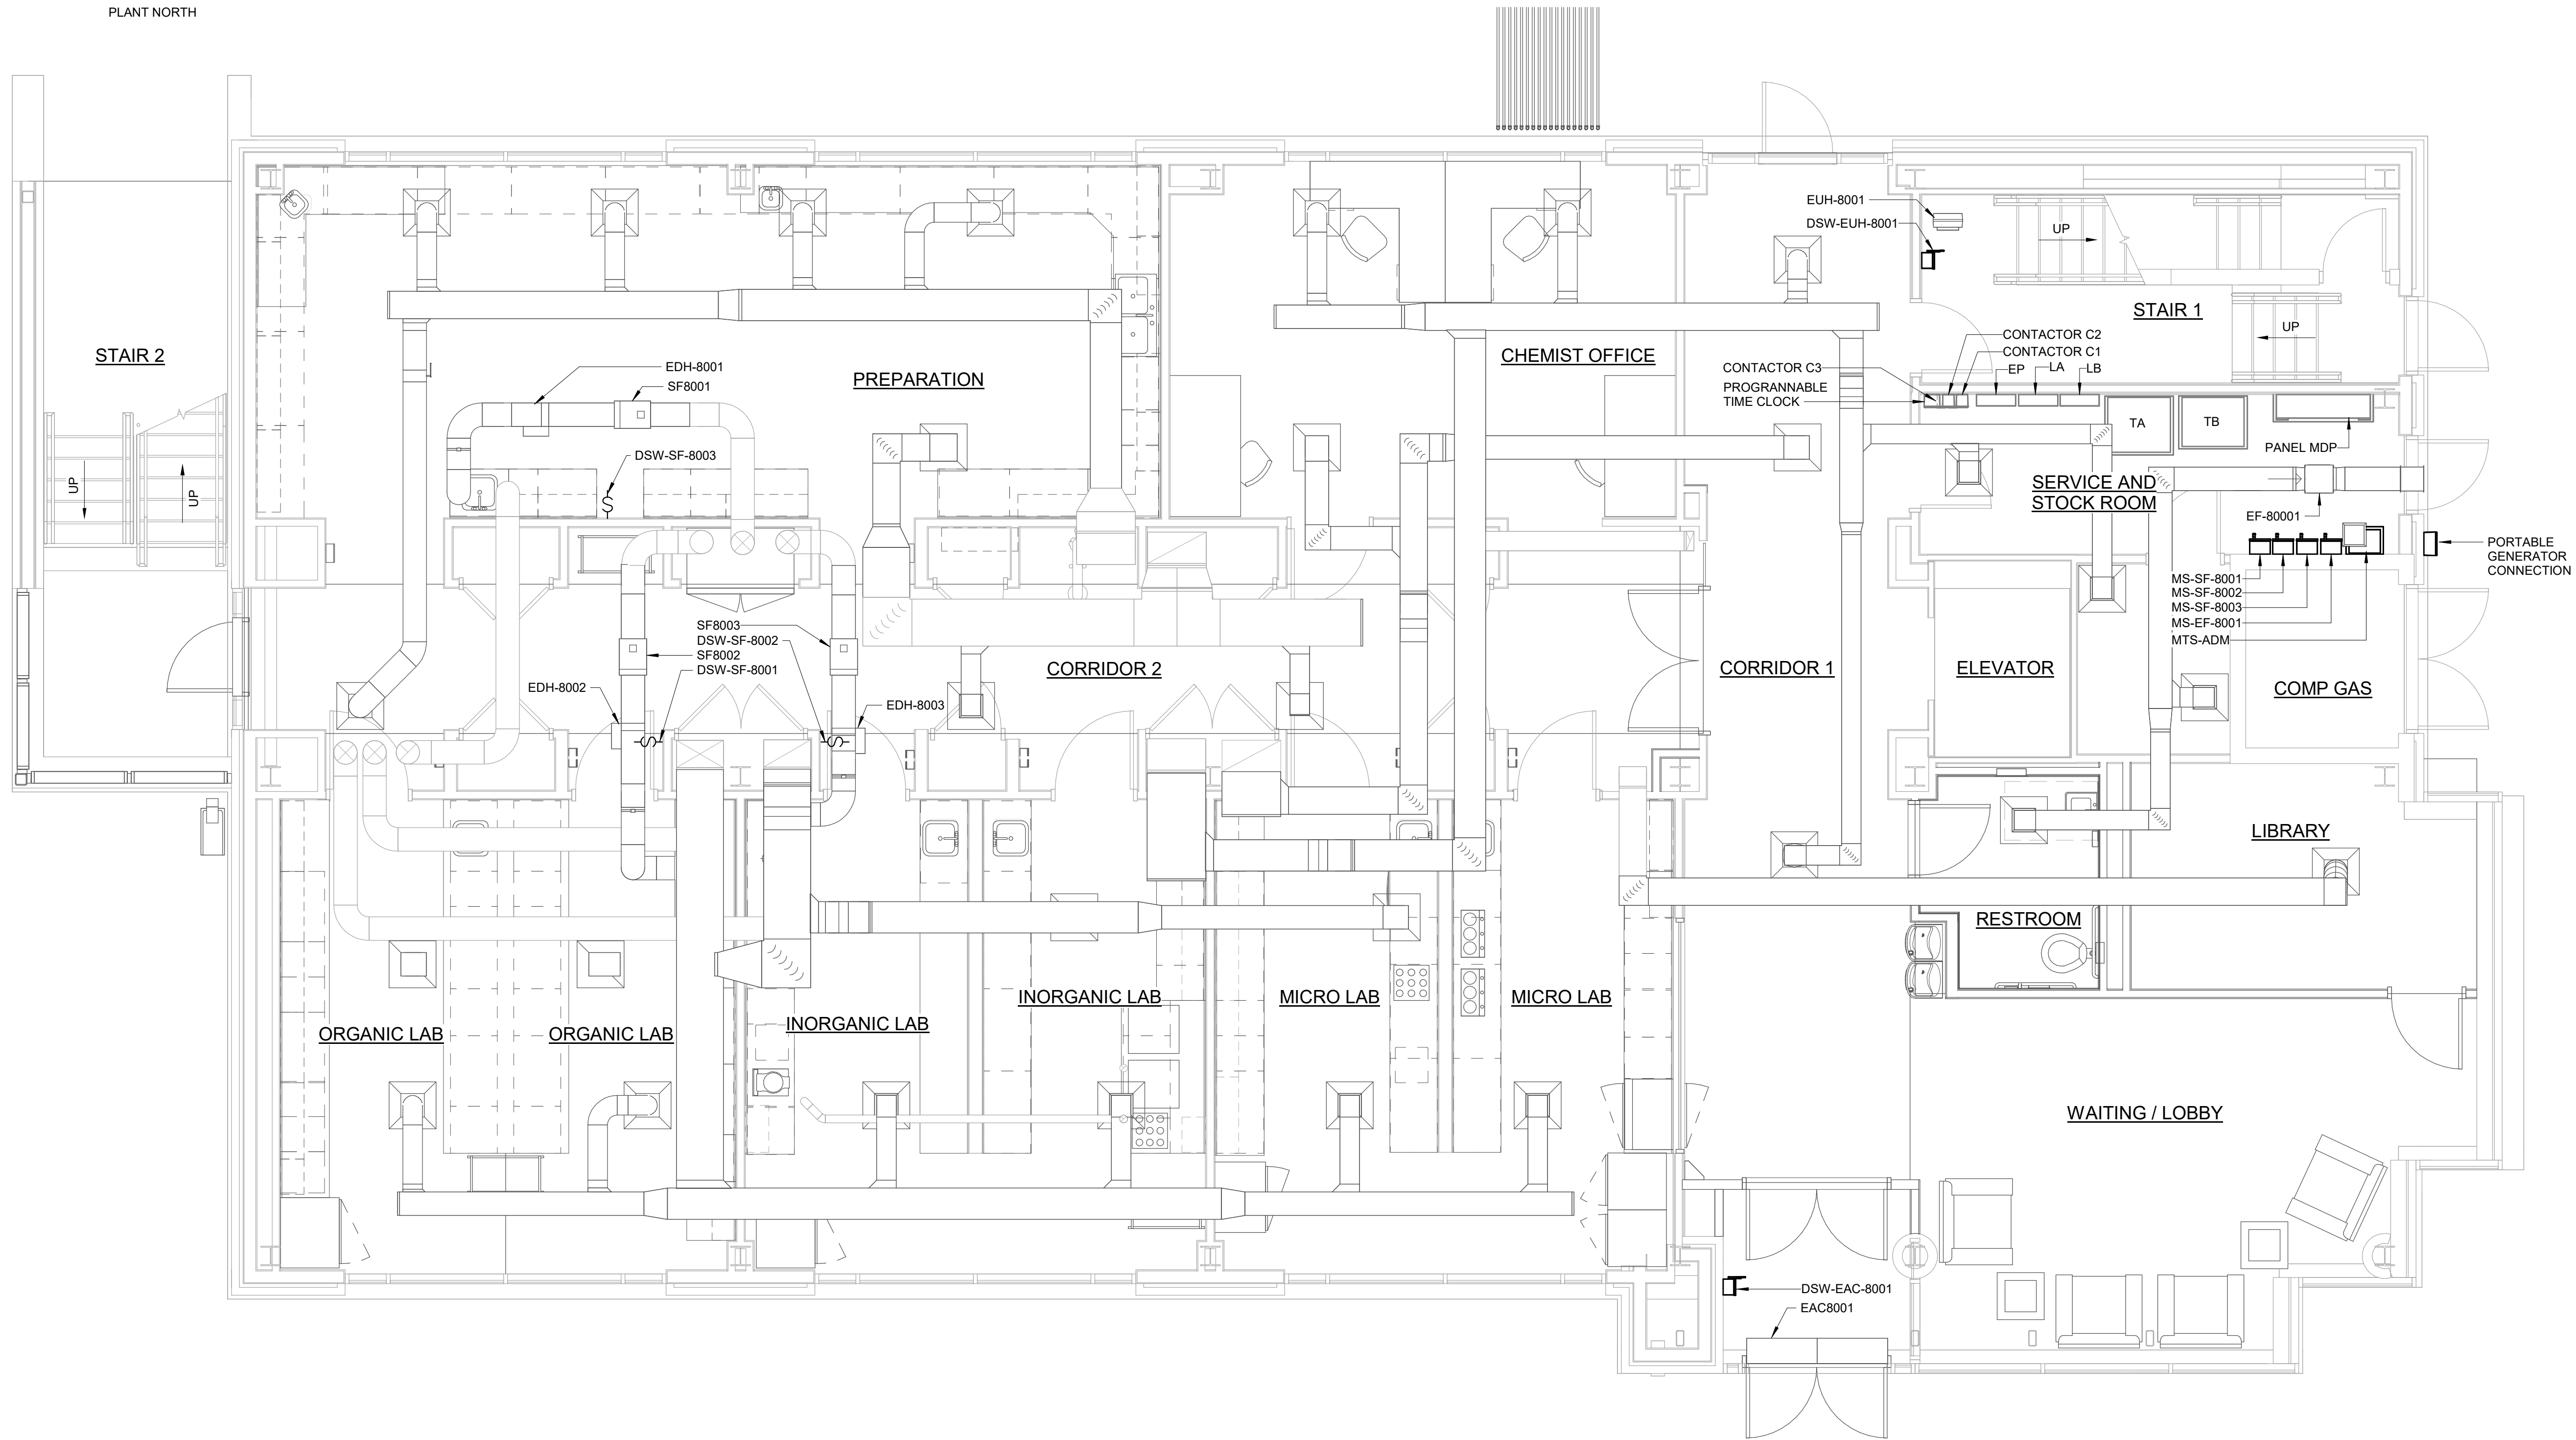 PLANT NORTH
EUH-8001
DSW-EUH-8001
UP
STAIR 1
UP
STAIR 2
CHEMIST OFFICE
CONTACTOR C2
CONTACTOR C1
CONTACTOR C3
EP
LA
LB
PROGRANNABLE
TIME CLOCK
EDH-8001
SF8001
PREPARATION
TA
TB
PANEL MDP
DSW-SF-8003
UP
UP
SERVICE AND
STOCK ROOM
EF-80001
PORTABLE
GENERATOR
CONNECTION
MS-SF-8001
MS-SF-8002
MS-SF-8003
MS-EF-8001
MTS-ADM
SF8003
DSW-SF-8002
SF8002
DSW-SF-8001
EDH-8002
EDH-8003
CORRIDOR 2
CORRIDOR 1
ELEVATOR
COMP GAS
LIBRARY
RESTROOM
ORGANIC LAB
ORGANIC LAB
INORGANIC LAB
INORGANIC LAB
MICRO LAB
MICRO LAB
WAITING / LOBBY
DSW-EAC-8001
EAC8001